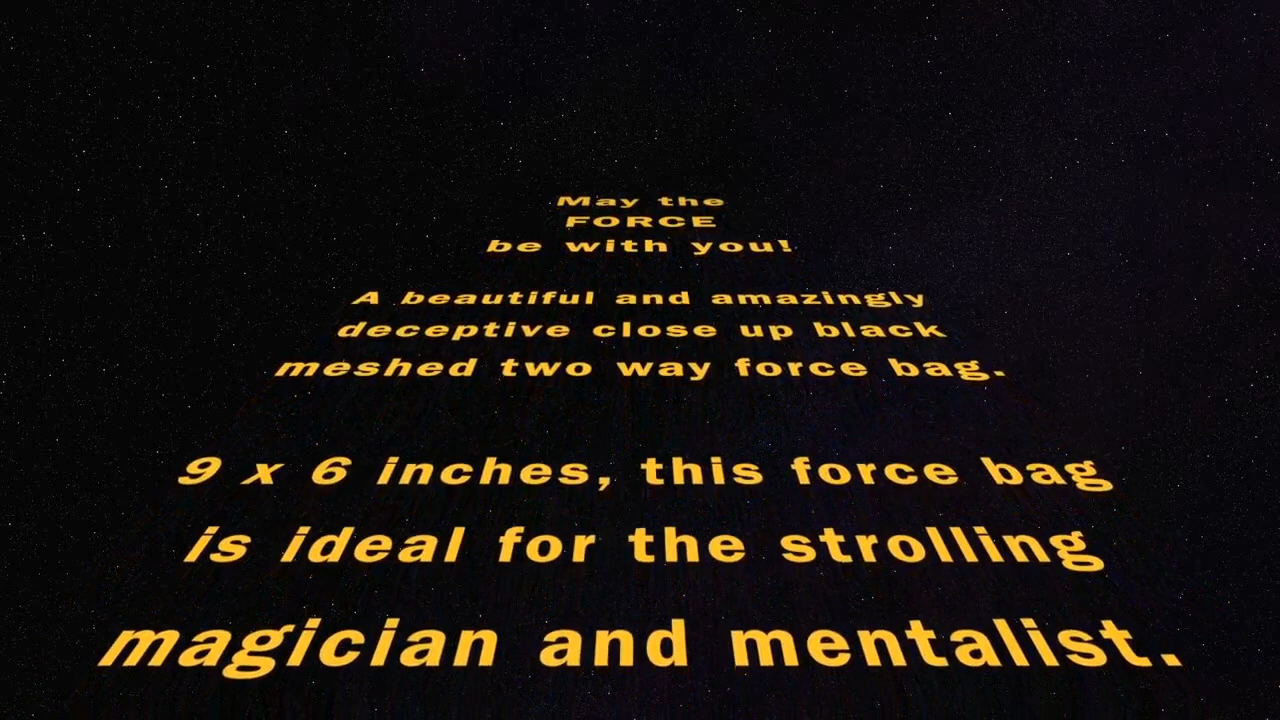 May the
FORCE
be with you!
A beautiful and amazingly
deceptive close up black
meshed two way force bag.
9 x 6 inches, this force bag
is ideal for the strolling
magician and mentalist.